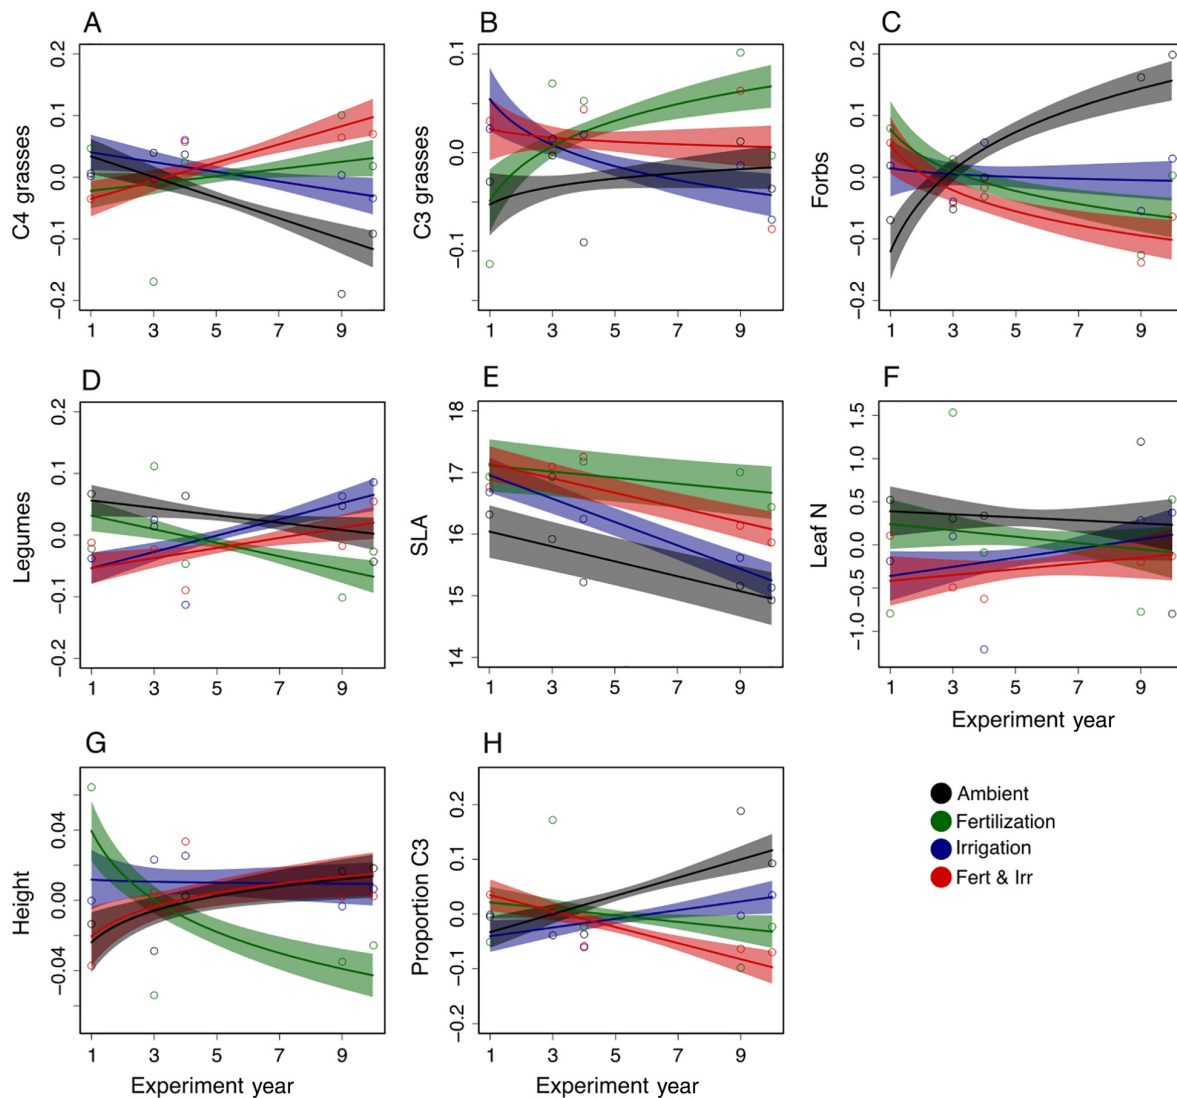 A
B
C
C4 grasses
0.2
0.1
0.0
−0.1
−0.2
1 3 5 7 9
C3 grasses
0.1
0.0
−0.1
1 3 5 7 9
Forbs
0.2
0.1
0.0
−0.1
−0.2
1 3 5 7 9
D
E
F
Legumes
0.2
0.1
0.0
−0.1
−0.2
1 3 5 7 9
SLA
18
17
16
15
14
1 3 5 7 9
Leaf N
1.5
0.5
0.0
−0.5
−1.0
1 3 5 7 9
Experiment year
G
H
Height
0.04
0.00
−0.04
1 3 5 7 9
Experiment year
Proportion C3
0.2
0.1
0.0
−0.1
−0.2
1 3 5 7 9
Experiment year
Ambient
Fertilization
Irrigation
Fert & Irr